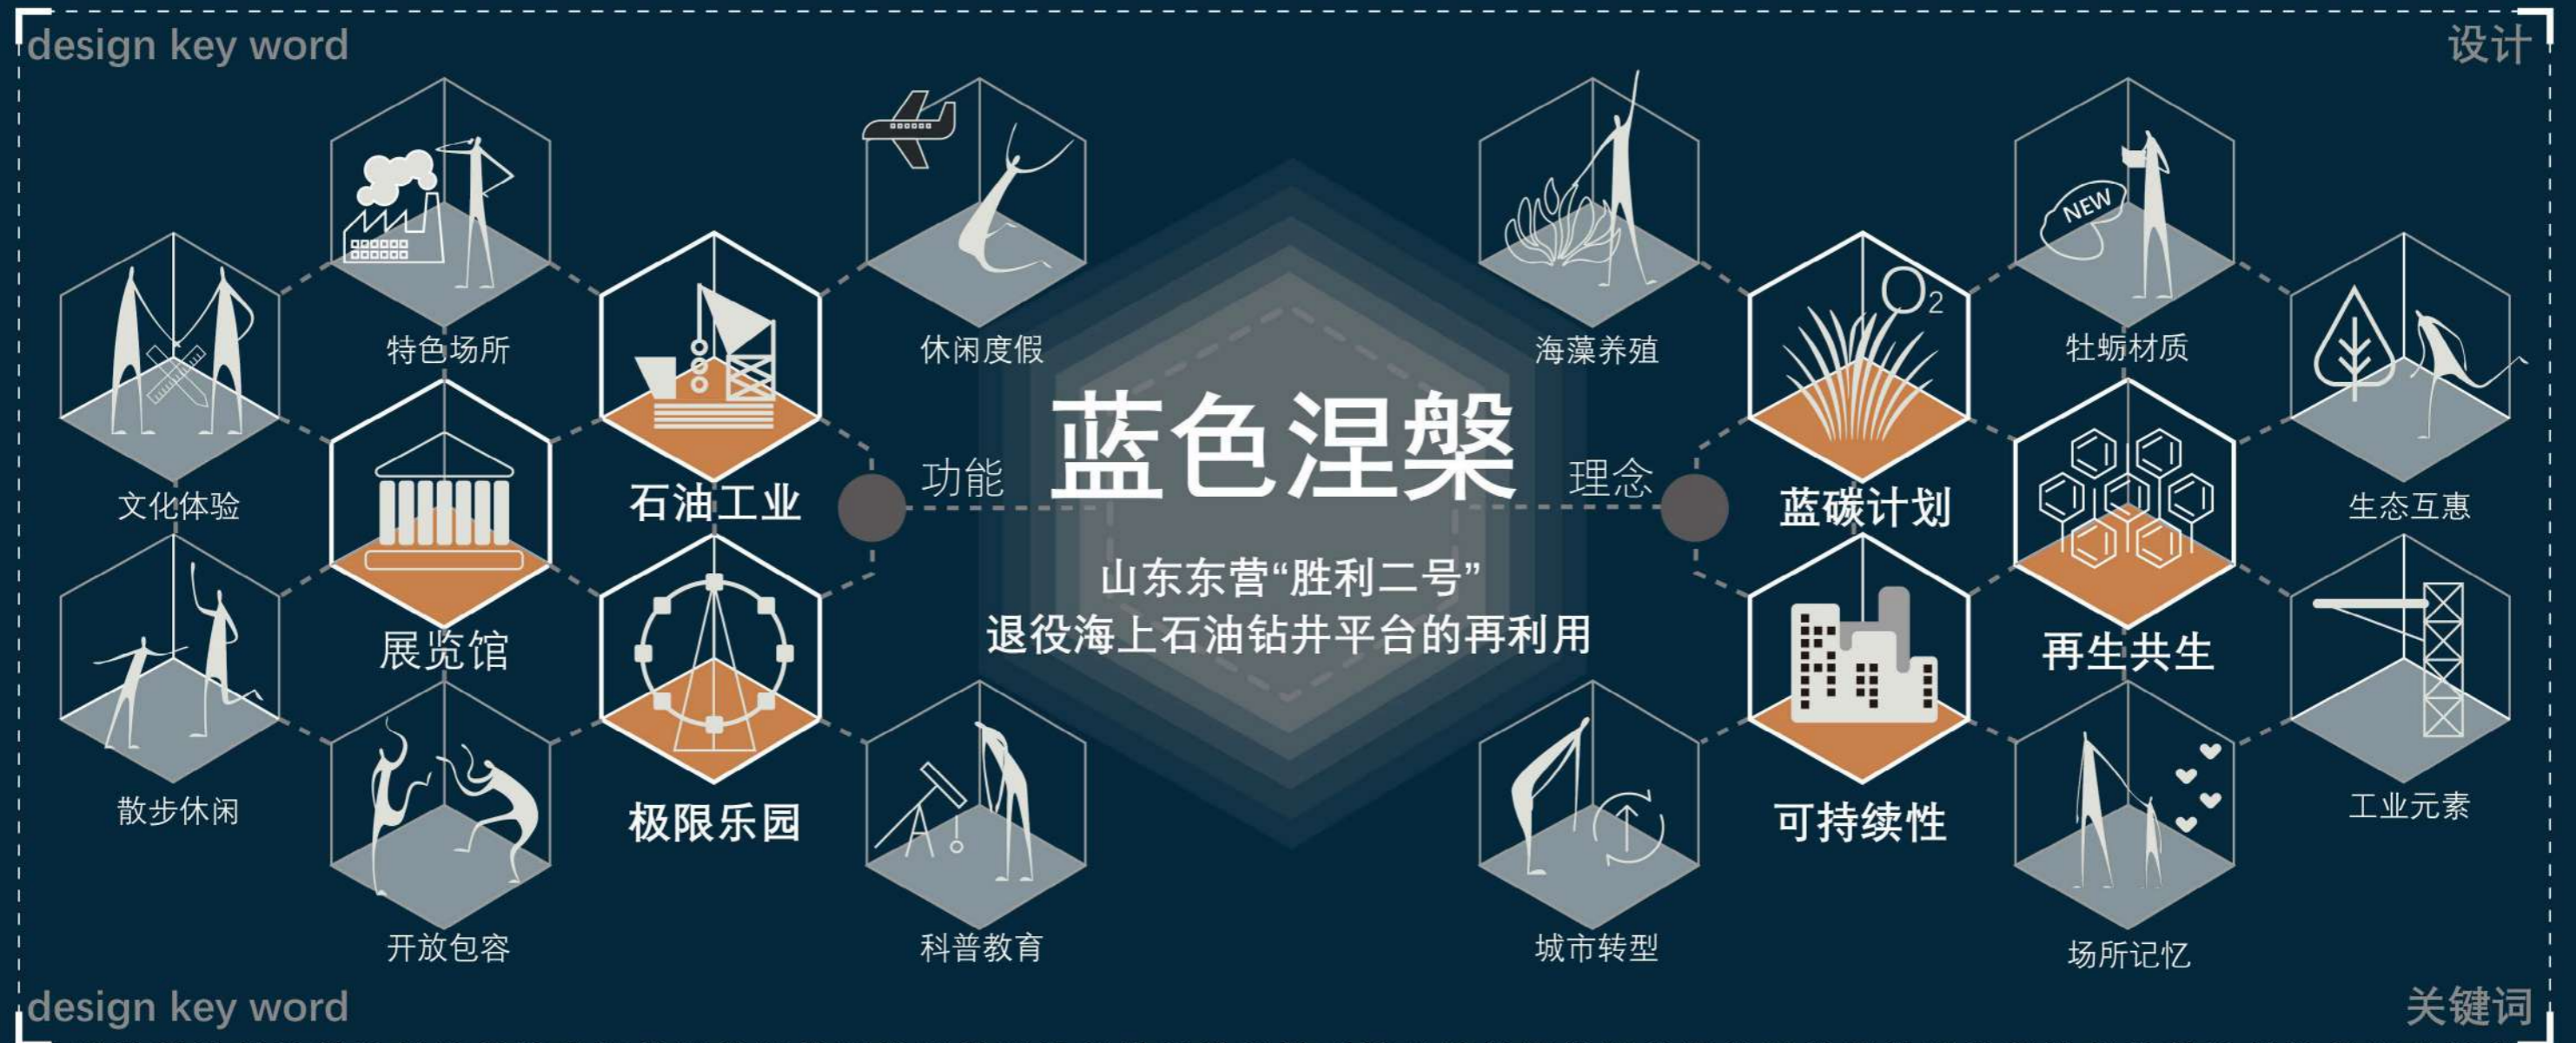 design key word
设计
特色场所
休闲度假
海藻养殖
牡蛎材质
NEW
O₂
文化体验
石油工业
功能
蓝色涅槃
理念
蓝碳计划
生态互惠
山东东营“胜利二号”
退役海上石油钻井平台的再利用
展览馆
再生共生
散步休闲
极限乐园
可持续性
工业元素
开放包容
科普教育
城市转型
场所记忆
design key word
关键词